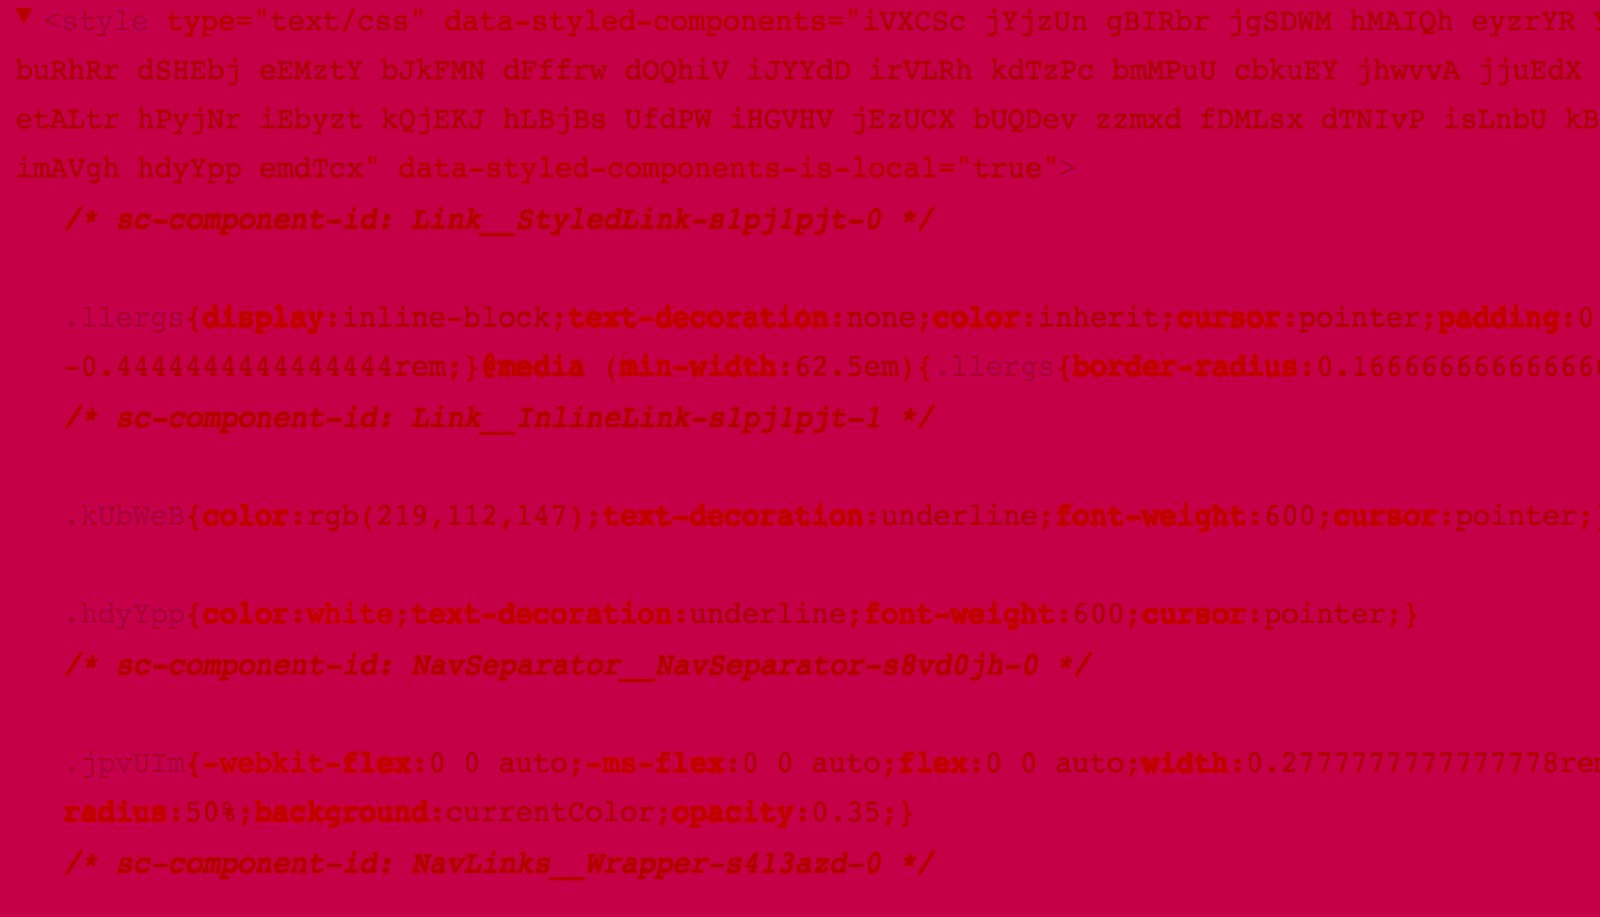 ▼ <style type="text/css" data-styled-components="iVXCSc jYjzUn gBIRbr jgSDWM hMAIQh eyzrYR
buRhRr dSHEbj eEMztY bJkFMN dFffrw dOQhiV iJYYdD irVLRh kdTzPc bmMPuU cbkuEY jhwvvA jjuEdX
etALtr hPyjNr iEbyzt kQjEKJ hLBjBs UfdPW iHGVHV jEzUCX bUQDev zzmxd fDMLsx dTNIvP isLnbU kB
imAVgh hdyYpp emdTcx" data-styled-components-is-local="true">
/* sc-component-id: Link__StyledLink-s1pj1pjt-0 */
.llergs{display:inline-block;text-decoration:none;color:inherit;cursor:pointer;padding:0
-0.4444444444444444rem;}@media (min-width:62.5em){.llergs{border-radius:0.1666666666666666
/* sc-component-id: Link__InlineLink-s1pj1pjt-1 */
.kUbWeB{color:rgb(219,112,147);text-decoration:underline;font-weight:600;cursor:pointer;}
.hdyYpp{color:white;text-decoration:underline;font-weight:600;cursor:pointer;}
/* sc-component-id: NavSeparator__NavSeparator-s8vd0jh-0 */
.jpvUIm{-webkit-flex:0 0 auto;-ms-flex:0 0 auto;flex:0 0 auto;width:0.2777777777777778rem
radius:50%;background:currentColor;opacity:0.35;}
/* sc-component-id: NavLinks__Wrapper-s413azd-0 */